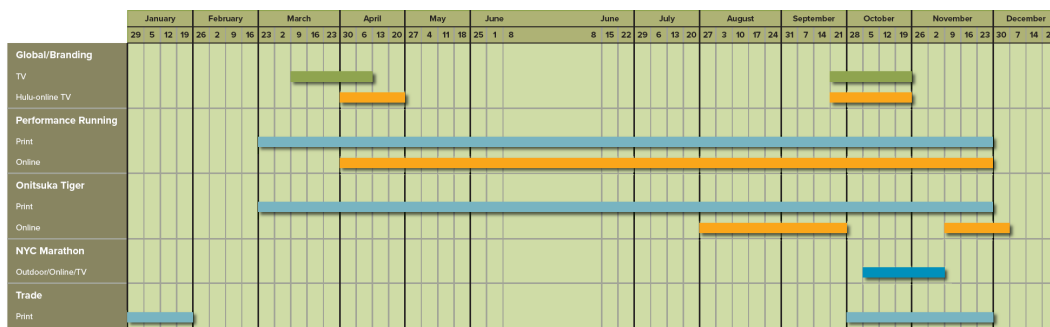 January February March April May June June July August September October November December
29 5 12 19 26 2 9 16 23 2 9 16 23 30 6 13 20 27 4 11 18 25 1 8 8 15 22 29 6 13 20 27 3 10 17 24 31 7 14 21 28 5 12 19 26 2 9 16 23 30 7 14
Global/Branding
TV
Hulu-online TV
Performance Running
Print
Online
Onitsuka Tiger
Print
Online
NYC Marathon
Outdoor/Online/TV
Trade
Print